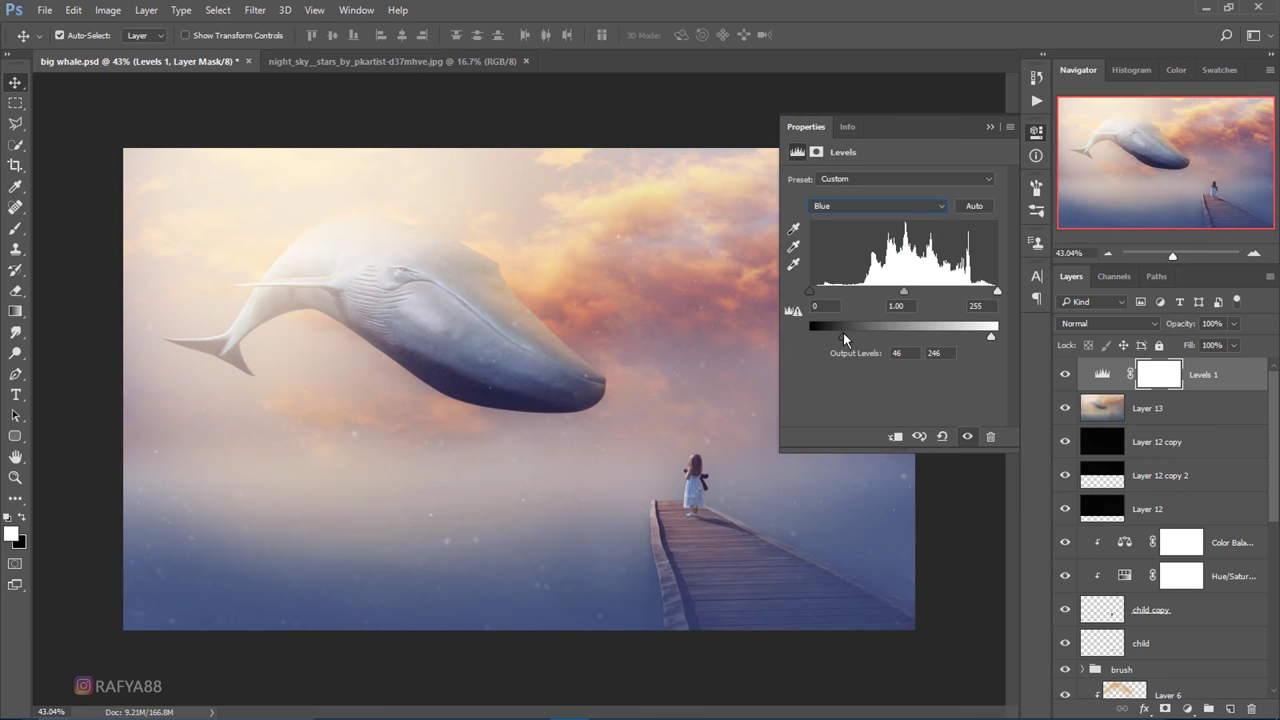 Ps File Edit Image Layer Type Select Filter 3D View Window Help
Auto-Select: Layer Show Transform Controls 3D Mode:
big whale.psd @ 43% (Levels 1, Layer Mask/8) * × night_sky__stars_by_pkartist-d37mhve.jpg @ 16.7% (RGB/8) ×
Navigator Histogram Color Swatches
43.04%
Properties Info
Levels
Preset: Custom
Blue Auto
0 1.00 255
Output Levels: 46 246
Layers Channels Paths
Kind
Normal Opacity: 100%
Lock: Fill: 100%
Levels 1
Layer 13
Layer 12 copy
Layer 12 copy 2
Layer 12
Color Bala...
Hue/Satur...
child copy
child
brush
Layer 6
RAFYA88
43.04% Doc: 9.21M/166.8M